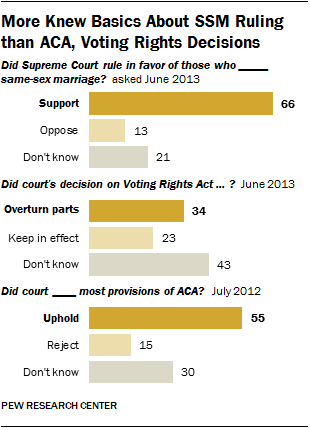 More Knew Basics About SSM Ruling
than ACA, Voting Rights Decisions
Did Supreme Court rule in favor of those who _____
same-sex marriage? asked June 2013
Support 66
Oppose 13
Don't know 21
Did court's decision on Voting Rights Act ... ? June 2013
Overturn parts 34
Keep in effect 23
Don't know 43
Did court ____ most provisions of ACA? July 2012
Uphold 55
Reject 15
Don't know 30
PEW RESEARCH CENTER